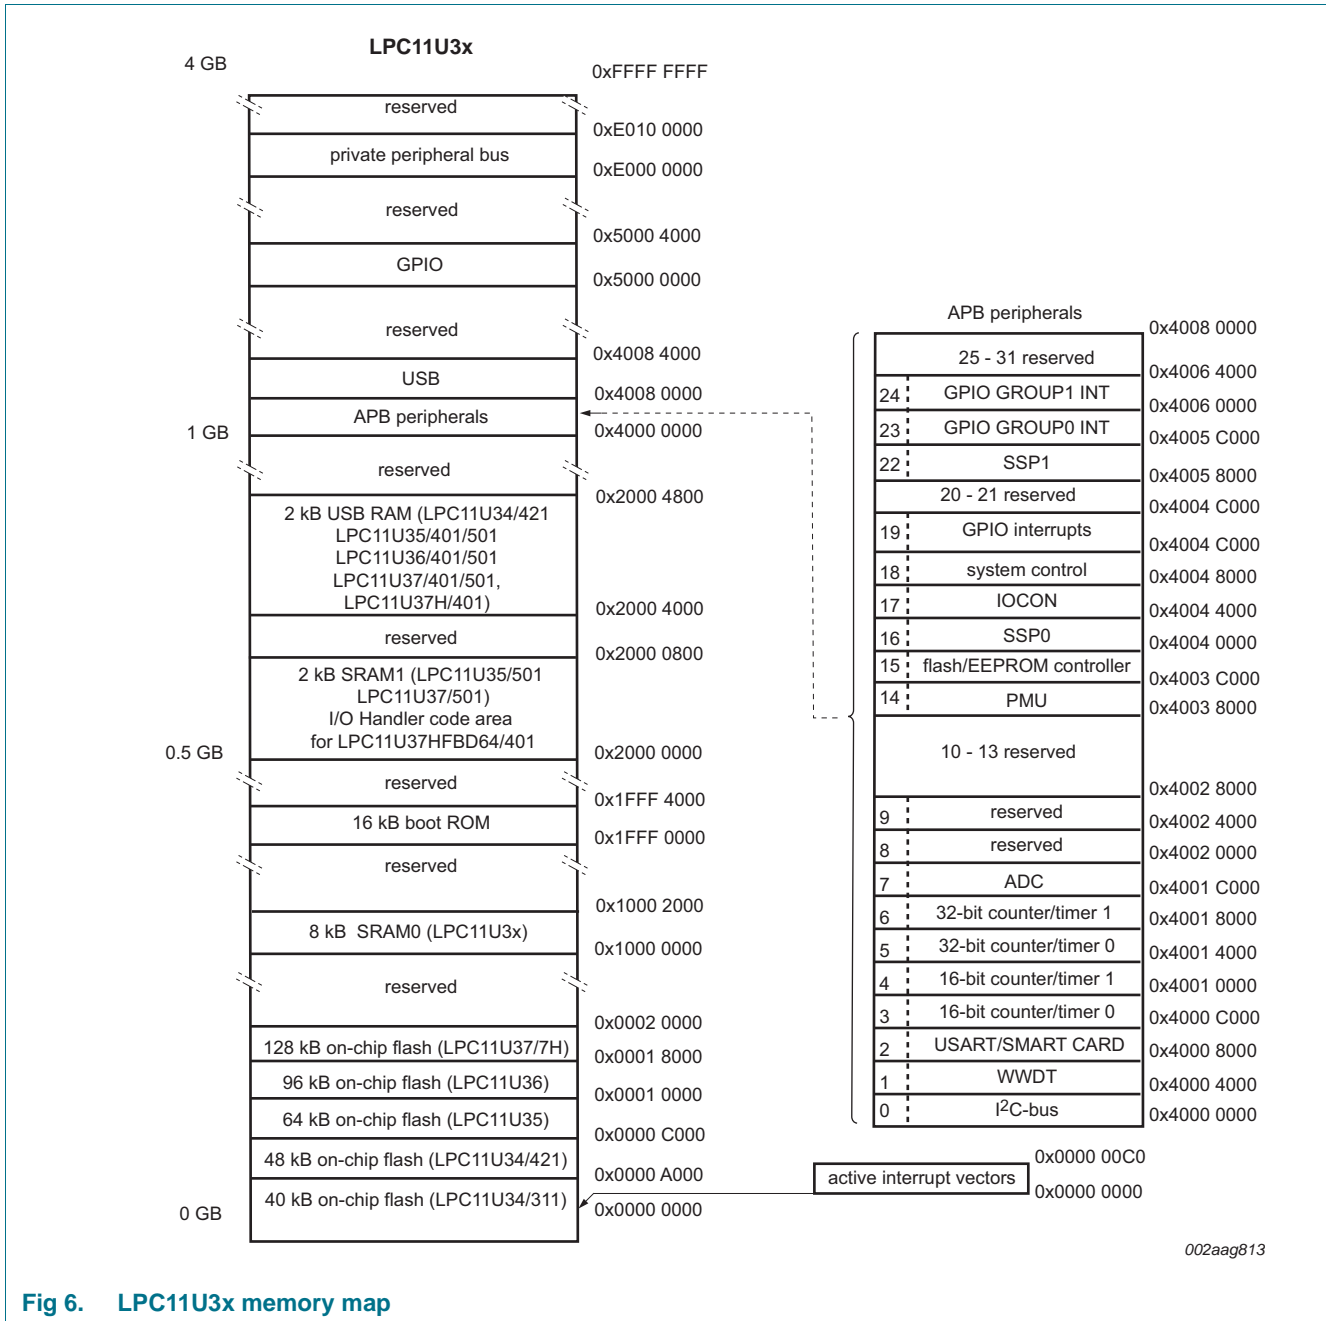 LPC11U3x
4 GB
0xFFFF FFFF
reserved
0xE010 0000
private peripheral bus
0xE000 0000
reserved
0x5000 4000
GPIO
0x5000 0000
reserved
0x4008 4000
USB
0x4008 0000
APB peripherals
1 GB
0x4000 0000
reserved
0x2000 4800
2 kB USB RAM (LPC11U34/421
LPC11U35/401/501
LPC11U36/401/501
LPC11U37/401/501,
LPC11U37H/401)
0x2000 4000
reserved
0x2000 0800
2 kB SRAM1 (LPC11U35/501
LPC11U37/501)
I/O Handler code area
for LPC11U37HFBD64/401
0.5 GB
0x2000 0000
reserved
0x1FFF 4000
16 kB boot ROM
0x1FFF 0000
reserved
0x1000 2000
8 kB SRAM0 (LPC11U3x)
0x1000 0000
reserved
0x0002 0000
128 kB on-chip flash (LPC11U37/7H)
0x0001 8000
96 kB on-chip flash (LPC11U36)
0x0001 0000
64 kB on-chip flash (LPC11U35)
0x0000 C000
48 kB on-chip flash (LPC11U34/421)
0x0000 A000
40 kB on-chip flash (LPC11U34/311)
0 GB
0x0000 0000
APB peripherals
0x4008 0000
25 - 31 reserved
0x4006 4000
24 GPIO GROUP1 INT
0x4006 0000
23 GPIO GROUP0 INT
0x4005 C000
22 SSP1
0x4005 8000
20 - 21 reserved
0x4004 C000
19 GPIO interrupts
0x4004 C000
18 system control
0x4004 8000
17 IOCON
0x4004 4000
16 SSP0
0x4004 0000
15 flash/EEPROM controller
0x4003 C000
14 PMU
0x4003 8000
10 - 13 reserved
0x4002 8000
9 reserved
0x4002 4000
8 reserved
0x4002 0000
7 ADC
0x4001 C000
6 32-bit counter/timer 1
0x4001 8000
5 32-bit counter/timer 0
0x4001 4000
4 16-bit counter/timer 1
0x4001 0000
3 16-bit counter/timer 0
0x4000 C000
2 USART/SMART CARD
0x4000 8000
1 WWDT
0x4000 4000
0 I2C-bus
0x4000 0000
0x0000 00C0
active interrupt vectors
0x0000 0000
002aag813
Fig 6. LPC11U3x memory map